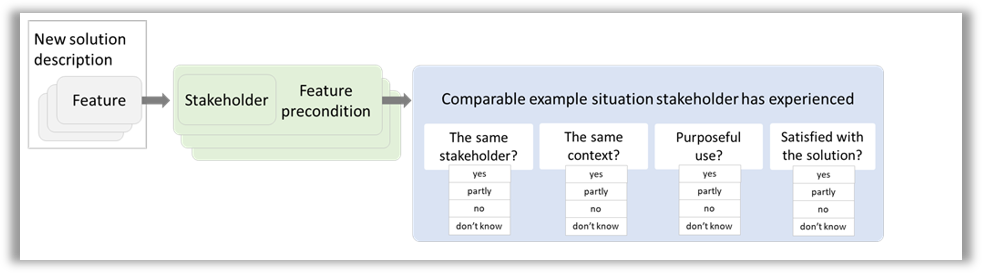 New solution
description
Feature
Stakeholder
Feature
precondition
Comparable example situation stakeholder has experienced
The same
stakeholder?
yes
partly
no
don't know
The same
context?
yes
partly
no
don't know
Purposeful
use?
yes
partly
no
don't know
Satisfied with
the solution?
yes
partly
no
don't know